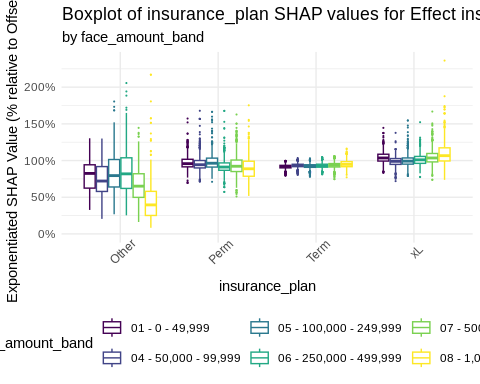 Boxplot of insurance_plan SHAP values for Effect ins
by face_amount_band
Exponentiated SHAP Value (% relative to Offse
200%
150%
100%
50%
0%
Other
Perm
Term
XL
insurance_plan
_amount_band
01 - 0 - 49,999
05 - 100,000 - 249,999
07 - 500
04 - 50,000 - 99,999
06 - 250,000 - 499,999
08 - 1,0